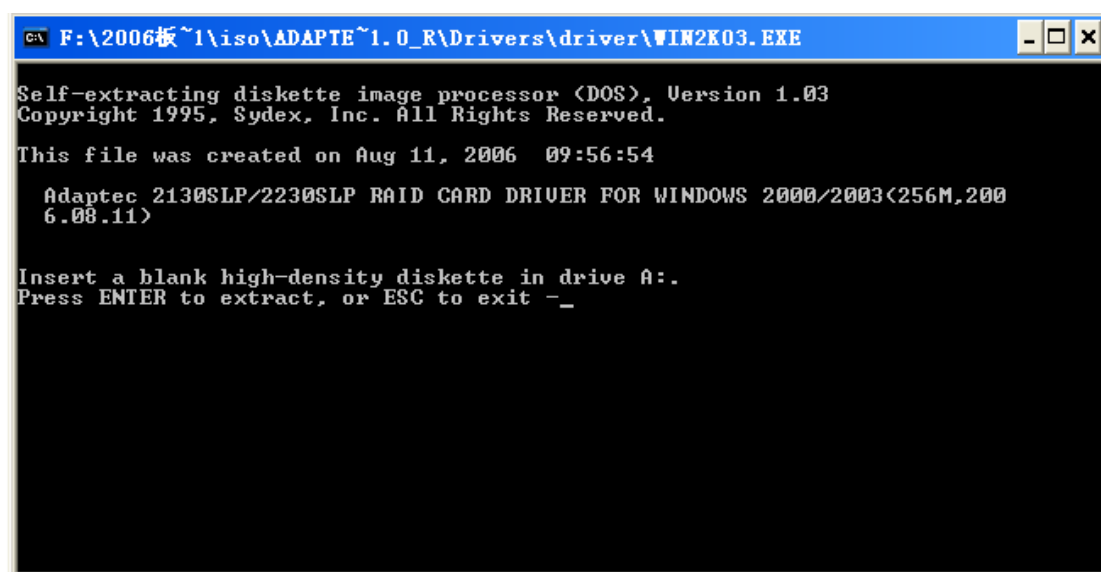 F:\2006板~1\iso\ADAPTE~1.0_R\Drivers\driver\WIN2K03.EXE
Self-extracting diskette image processor (DOS), Version 1.03
Copyright 1995, Sydex, Inc. All Rights Reserved.
This file was created on Aug 11, 2006  09:56:54
Adaptec 2130SLP/2230SLP RAID CARD DRIVER FOR WINDOWS 2000/2003(256M,200
6.08.11)
Insert a blank high-density diskette in drive A:.
Press ENTER to extract, or ESC to exit -_